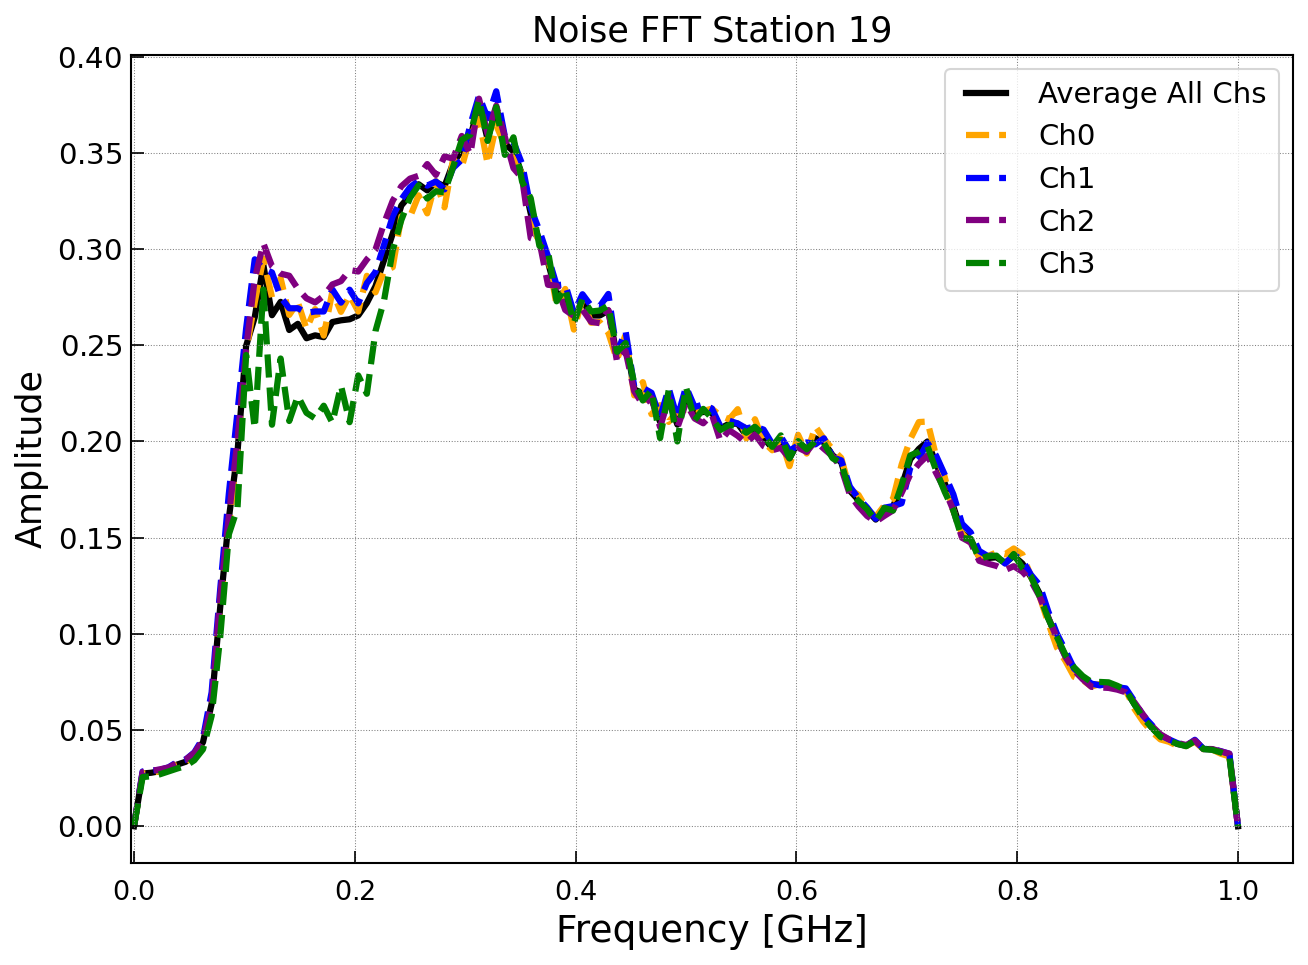 Noise FFT Station 19
0.40
0.35
0.30
0.25
0.20
0.15
0.10
0.05
0.00
Amplitude
Average All Chs
Ch0
Ch1
Ch2
Ch3
0.0 0.2 0.4 0.6 0.8 1.0
Frequency [GHz]